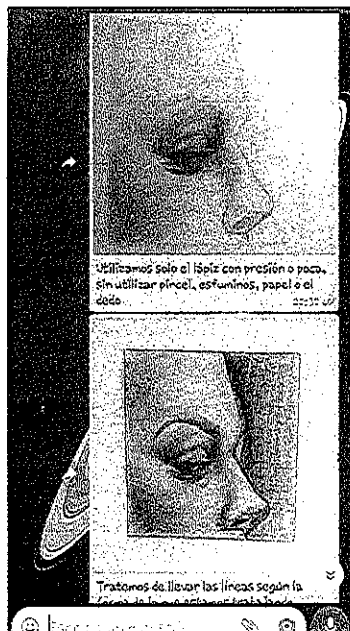 Utilizamos solo el lápiz con presión o poca,
sin utilizar pincel, esfuminos, papel o el
dedo
Tratamos de llevar las líneas según la